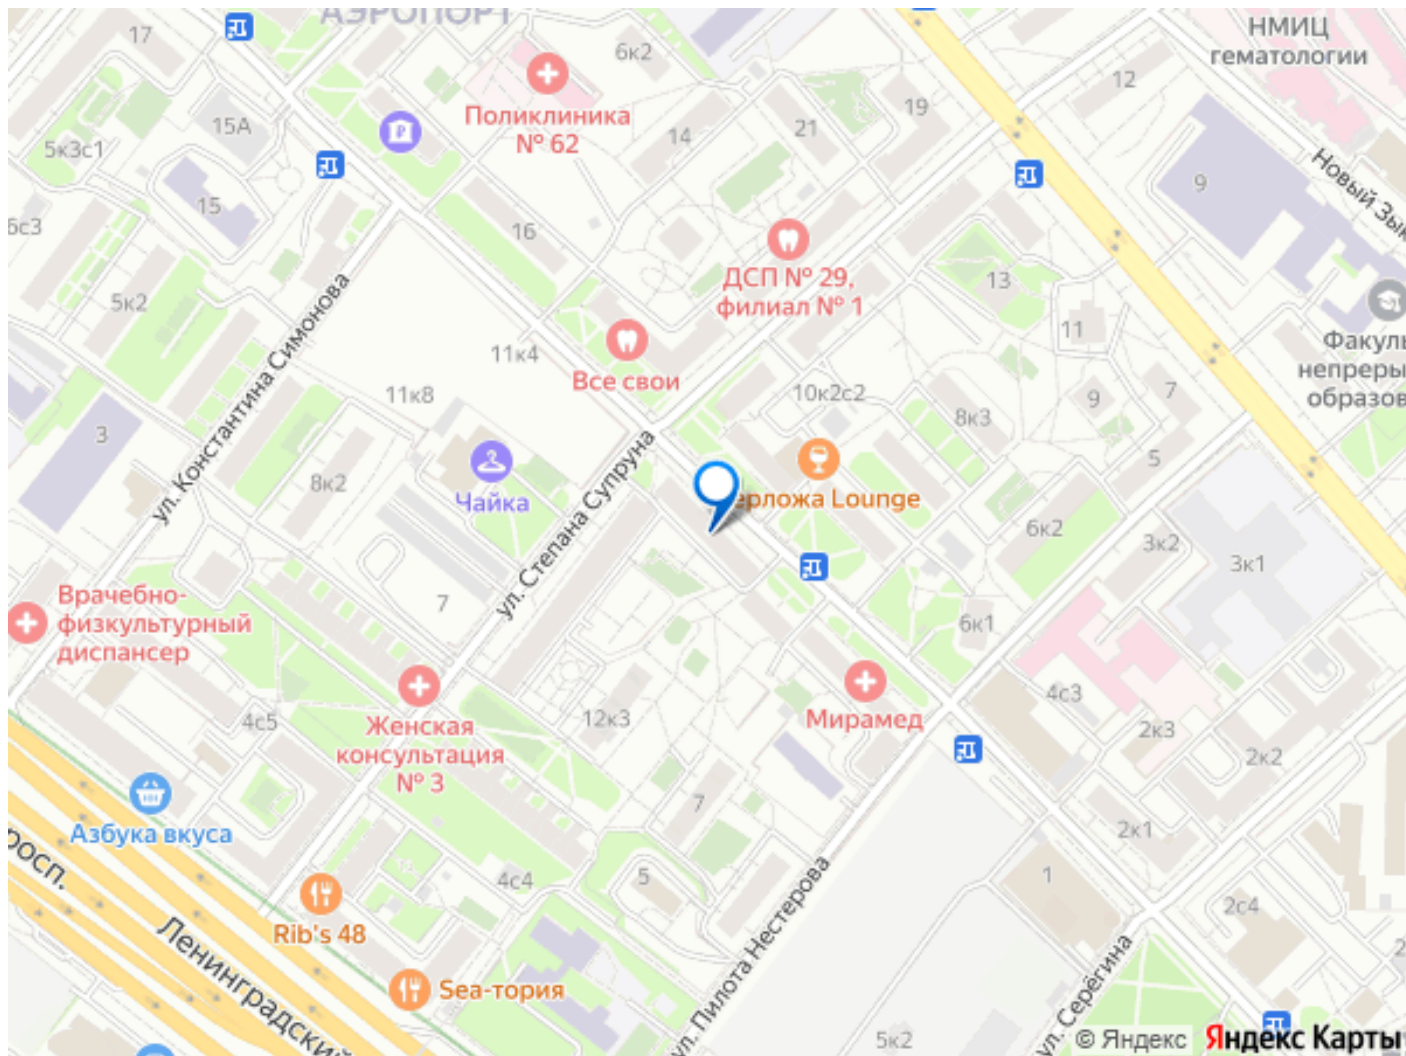 АЭРОПОРТ
17
6к2
НМИЦ
гематологии
12
15А
Поликлиника
№ 62
14
21
19
5к3с1
15
9
Новый Зык
6с3
16
ДСП № 29,
филиал № 1
13
5к2
11
ул. Константина Симонова
11к4
Все свои
Факуль
непреры
образов
11к8
10к2с2
8к3
9
7
3
5
8к2
Чайка
ерложа Lounge
6к2
3к2
3к1
ул. Степана Супруна
7
6к1
Врачебно-
физкультурный
диспансер
4с5
12к3
Мирамед
4с3
2к3
2к2
Женская
консультация
№ 3
Азбука вкуса
7
2к1
росп.
4с4
5
1
2с4
Rib's 48
Ленинградский
Sea-тория
ул. Пилота Нестерова
ул. Серёгина
5к2
2
© Яндекс
Яндекс Карты